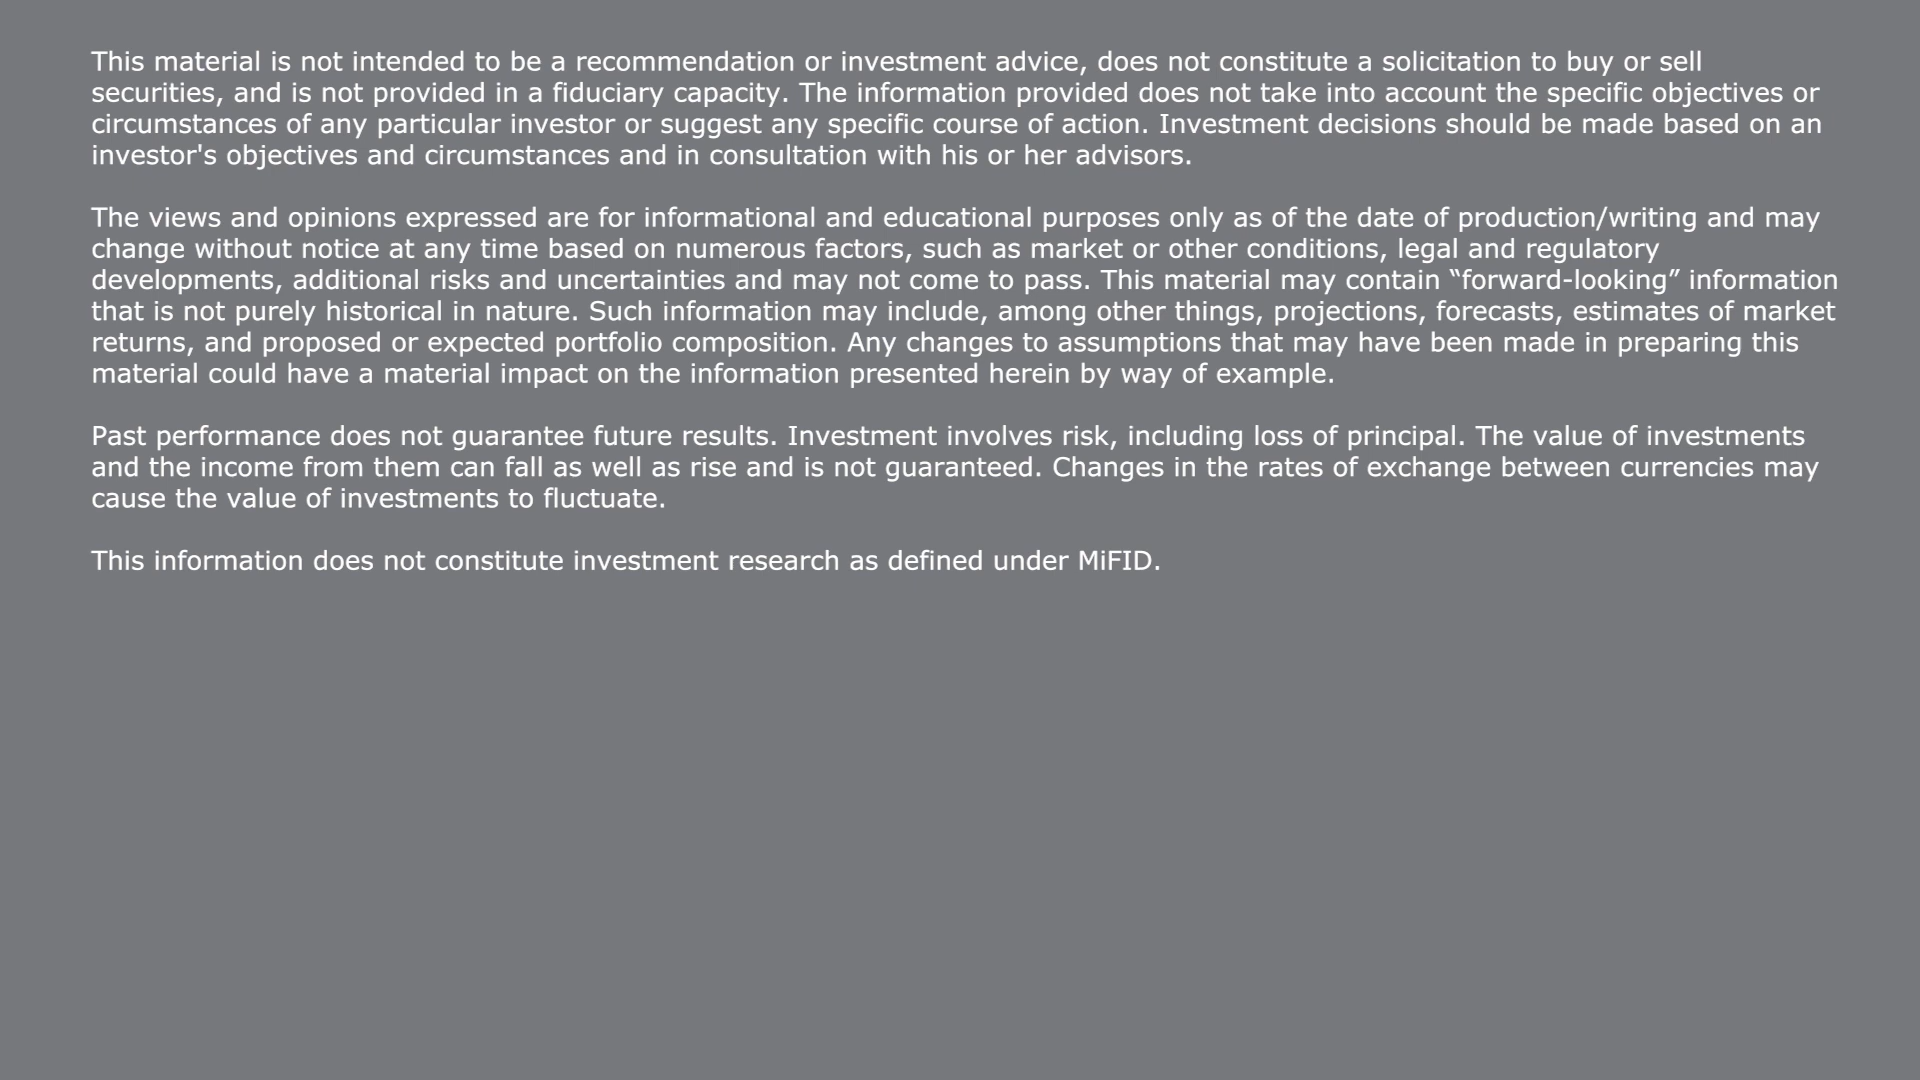 This material is not intended to be a recommendation or investment advice, does not constitute a solicitation to buy or sell
securities, and is not provided in a fiduciary capacity. The information provided does not take into account the specific objectives or
circumstances of any particular investor or suggest any specific course of action. Investment decisions should be made based on an
investor's objectives and circumstances and in consultation with his or her advisors.
The views and opinions expressed are for informational and educational purposes only as of the date of production/writing and may
change without notice at any time based on numerous factors, such as market or other conditions, legal and regulatory
developments, additional risks and uncertainties and may not come to pass. This material may contain “forward-looking” information
that is not purely historical in nature. Such information may include, among other things, projections, forecasts, estimates of market
returns, and proposed or expected portfolio composition. Any changes to assumptions that may have been made in preparing this
material could have a material impact on the information presented herein by way of example.
Past performance does not guarantee future results. Investment involves risk, including loss of principal. The value of investments
and the income from them can fall as well as rise and is not guaranteed. Changes in the rates of exchange between currencies may
cause the value of investments to fluctuate.
This information does not constitute investment research as defined under MiFID.